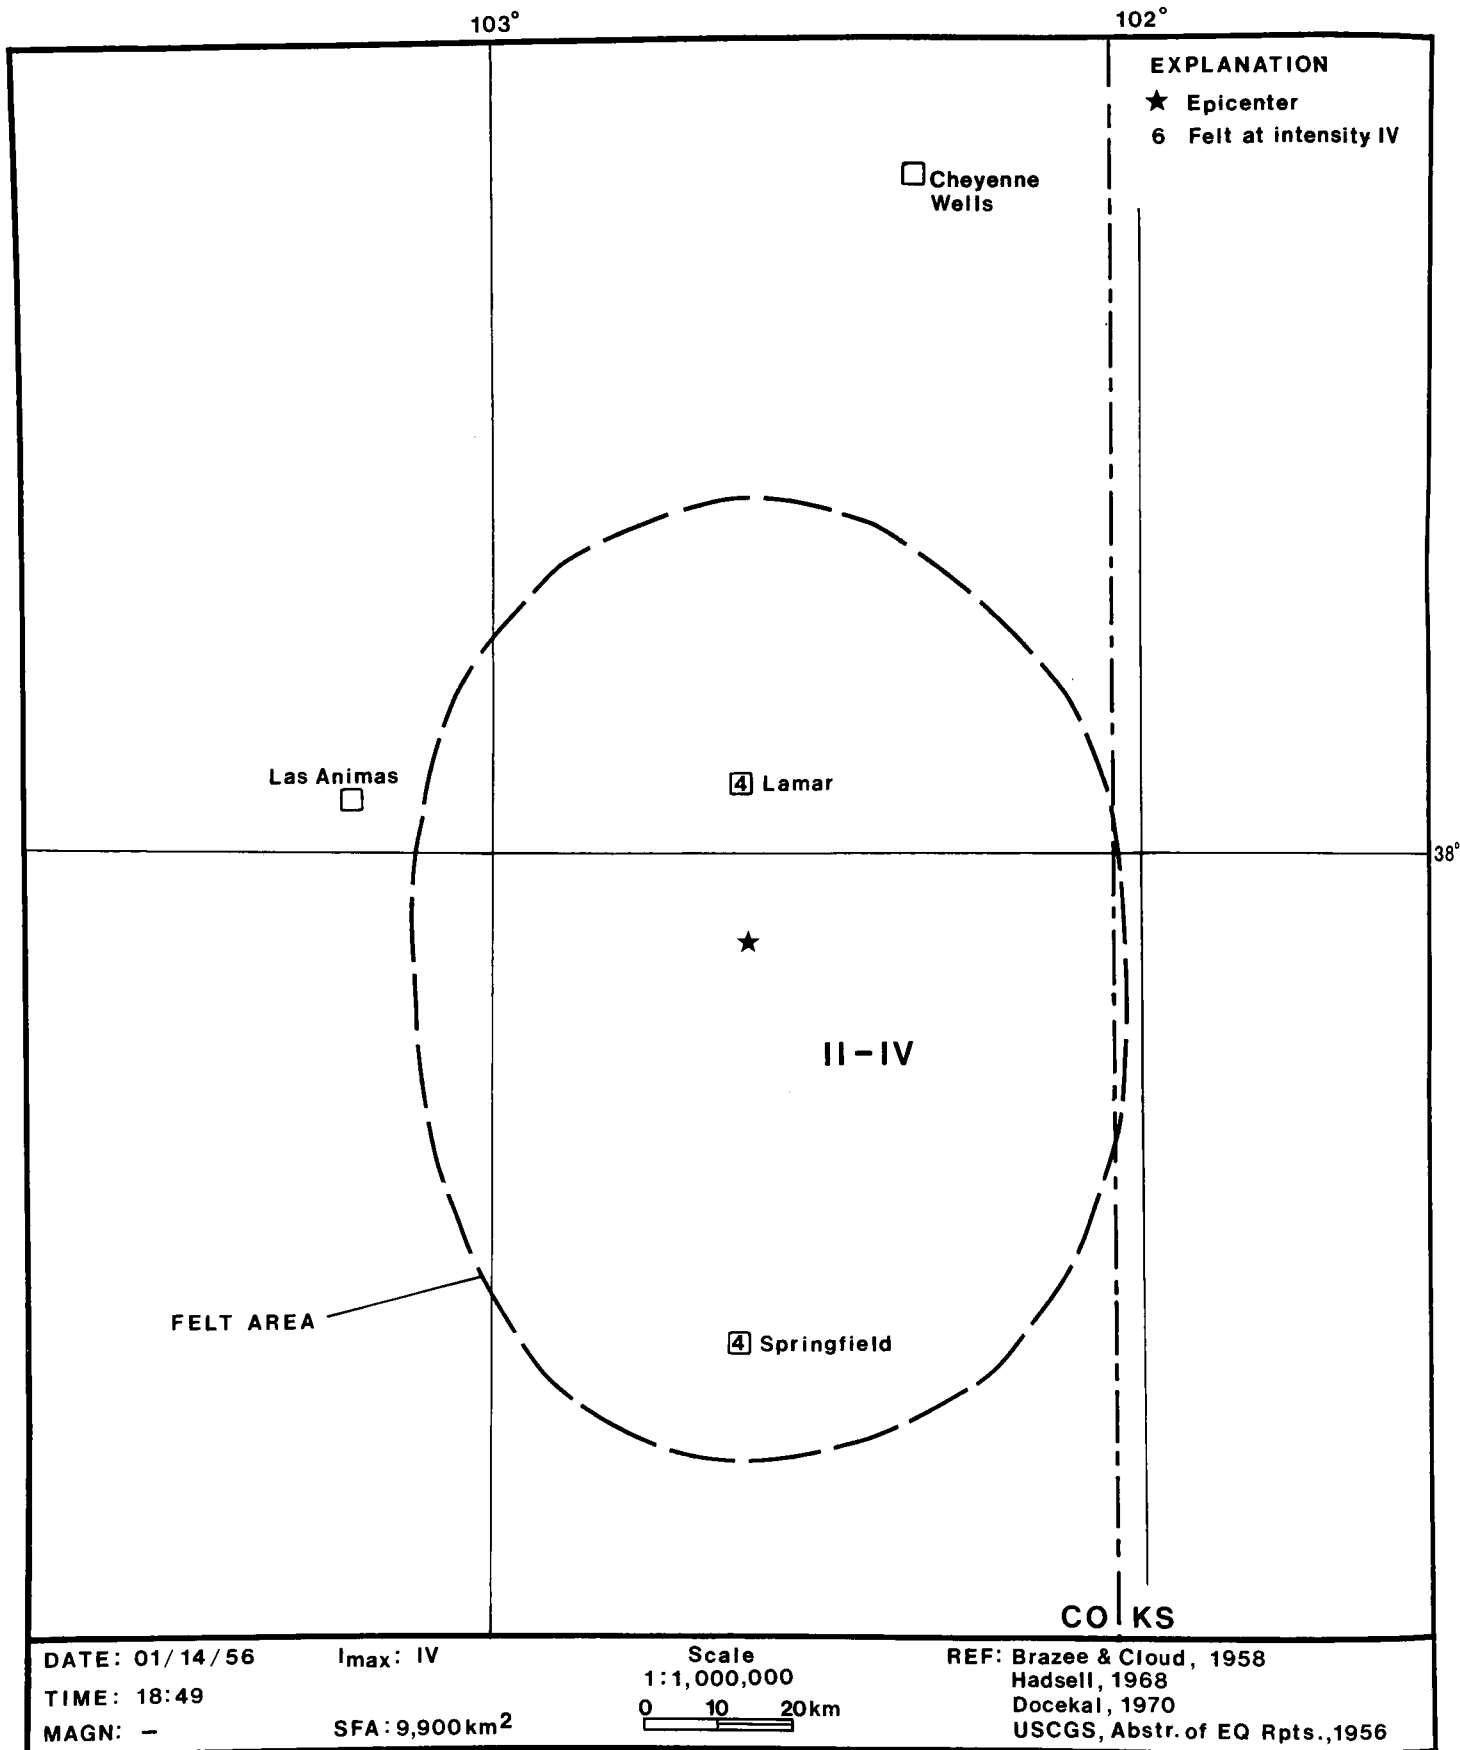 103°
102°
EXPLANATION
★ Epicenter
6 Felt at intensity IV
Cheyenne
Wells
Las Animas
4 Lamar
38°
II-IV
FELT AREA
4 Springfield
CO KS
DATE: 01/14/56
TIME: 18:49
MAGN: –
Imax: IV
SFA: 9,900km²
Scale
1:1,000,000
0 10 20km
REF: Brazee & Cloud, 1958
Hadsell, 1968
Docekal, 1970
USCGS, Abstr. of EQ Rpts., 1956